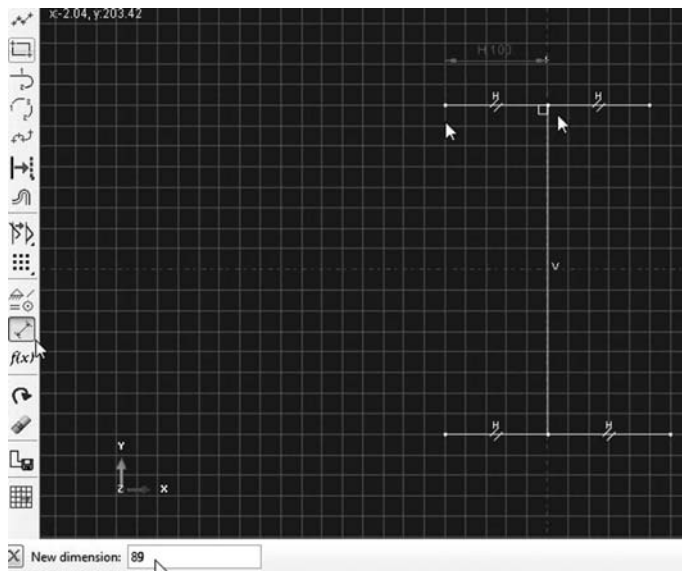 x:-2.04, y:203.42
H 100
H H
V
f(x)
Y
Z X
H H
New dimension: 89